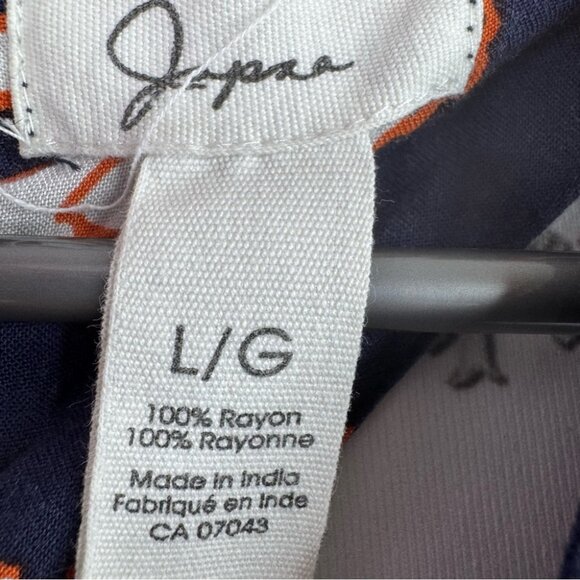 Japna
L/G
100% Rayon
100% Rayonne
Made in India
Fabriqué en Inde
CA 07043